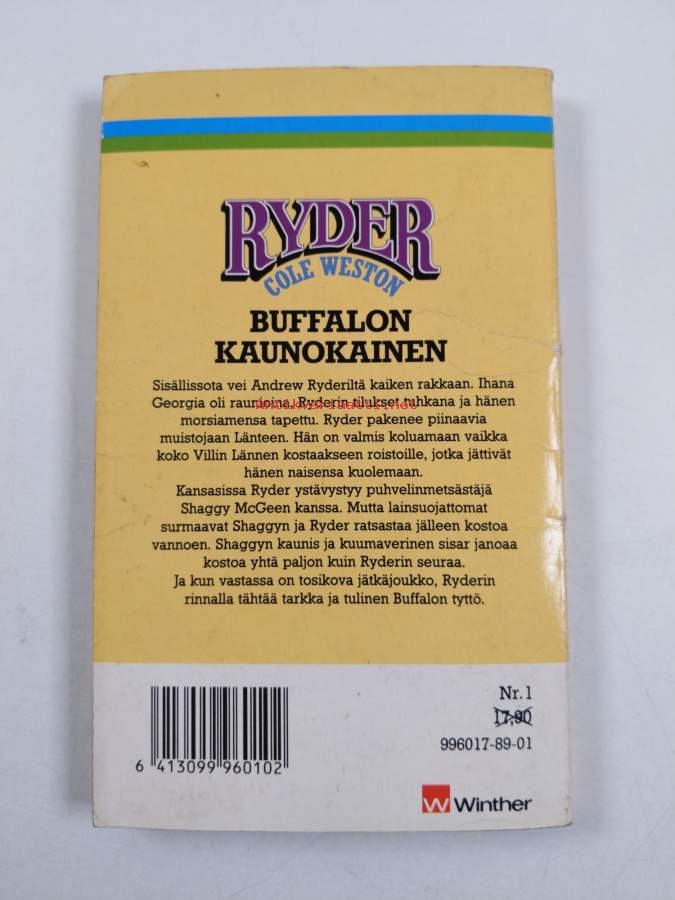 RYDER
COLE WESTON
BUFFALON
KAUNOKAINEN
Sisällissota vei Andrew Ryderiltä kaiken rakkaan. Ihana
Georgia oli raunioina, Ryderin tilukset tuhkana ja hänen
Antikvariaatti.net
morsiamensa tapettu. Ryder pakenee piinaavia
muistojaan Länteen. Hän on valmis koluamaan vaikka
koko Villin Lännen kostaakseen roistoille, jotka jättivät
hänen naisensa kuolemaan.
Kansasissa Ryder ystävystyy puhvelinmetsästäjä
Shaggy McGeen kanssa. Mutta lainsuojattomat
surmaavat Shaggyn ja Ryder ratsastaa jälleen kostoa
vannoen. Shaggyn kaunis ja kuumaverinen sisar janoaa
kostoa yhtä paljon kuin Ryderin seuraa.
Ja kun vastassa on tosikova jätkäjoukko, Ryderin
rinnalla tähtää tarkka ja tulinen Buffalon tyttö.
Nr. 1
17,90
996017-89-01
6 413099 960102
W Winther